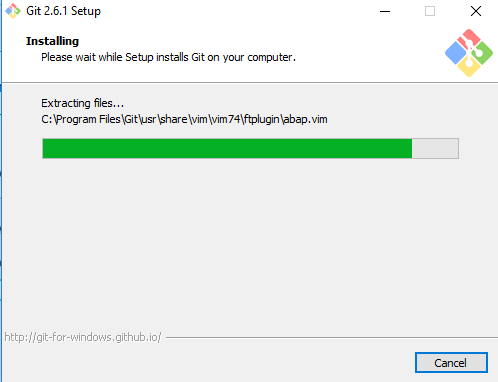 Git 2.6.1 Setup
Installing
Please wait while Setup installs Git on your computer.
Extracting files...
C:\Program Files\Git\usr\share\vim\vim74\ftplugin\abap.vim
http://git-for-windows.github.io/
Cancel